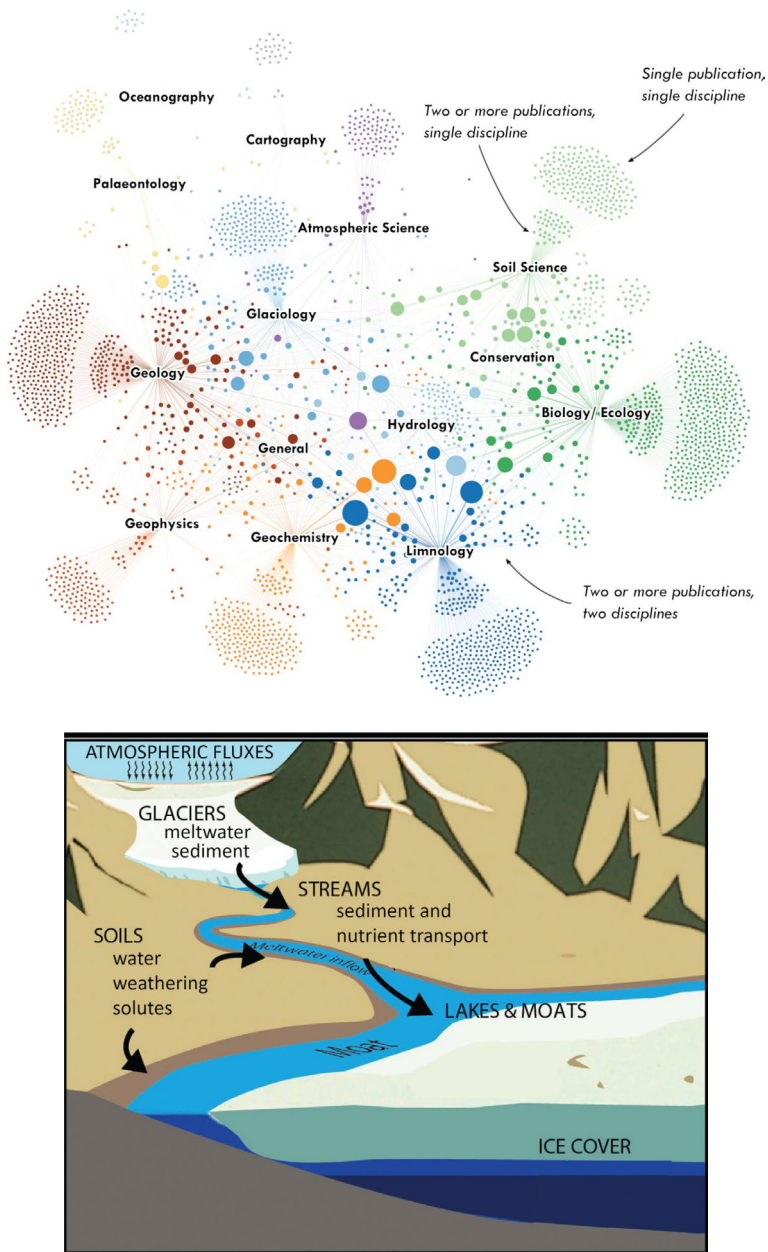 Oceanography
Cartography
Palaeontology
Atmospheric Science
Single publication,
single discipline
Two or more publications,
single discipline
Soil Science
Glaciology
Conservation
Geology
Biology/ Ecology
Hydrology
General
Geophysics
Geochemistry
Limnology
Two or more publications,
two disciplines
ATMOSPHERIC FLUXES
GLACIERS
meltwater
sediment
STREAMS
sediment and
nutrient transport
SOILS
water
weathering
solutes
Meltwater inflow
LAKES & MOATS
Moat
ICE COVER